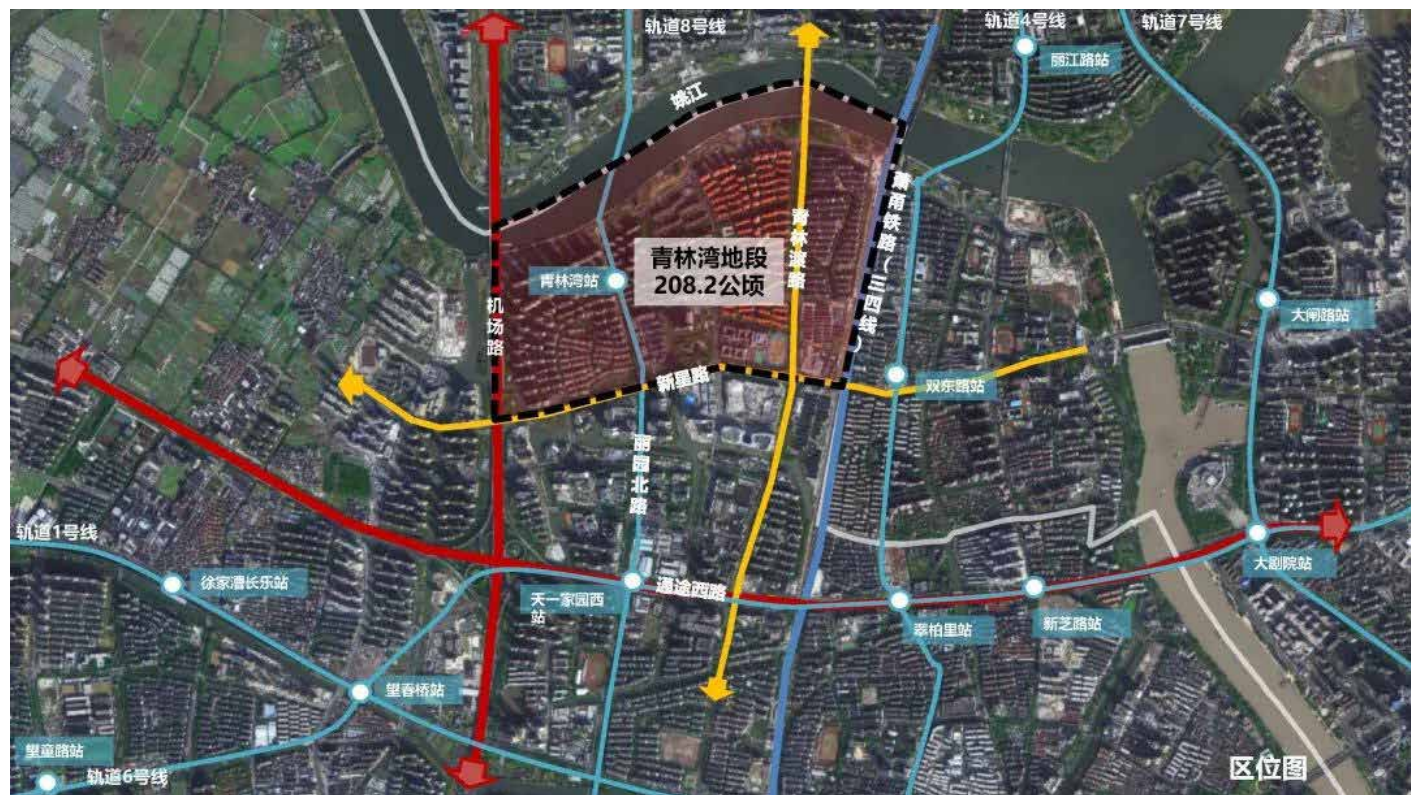 轨道8号线
轨道4号线
轨道7号线
丽江路站
姚江
萧甬铁路(三四线)
青林湾地段
208.2公顷
青林湾站
青林渡路
机场路
大闸路站
新星路
双东路站
丽园北路
轨道1号线
徐家漕长乐站
天一家园西
站
通途西路
翠柏里站
新芝路站
大剧院站
望春桥站
望童路站
轨道6号线
区位图